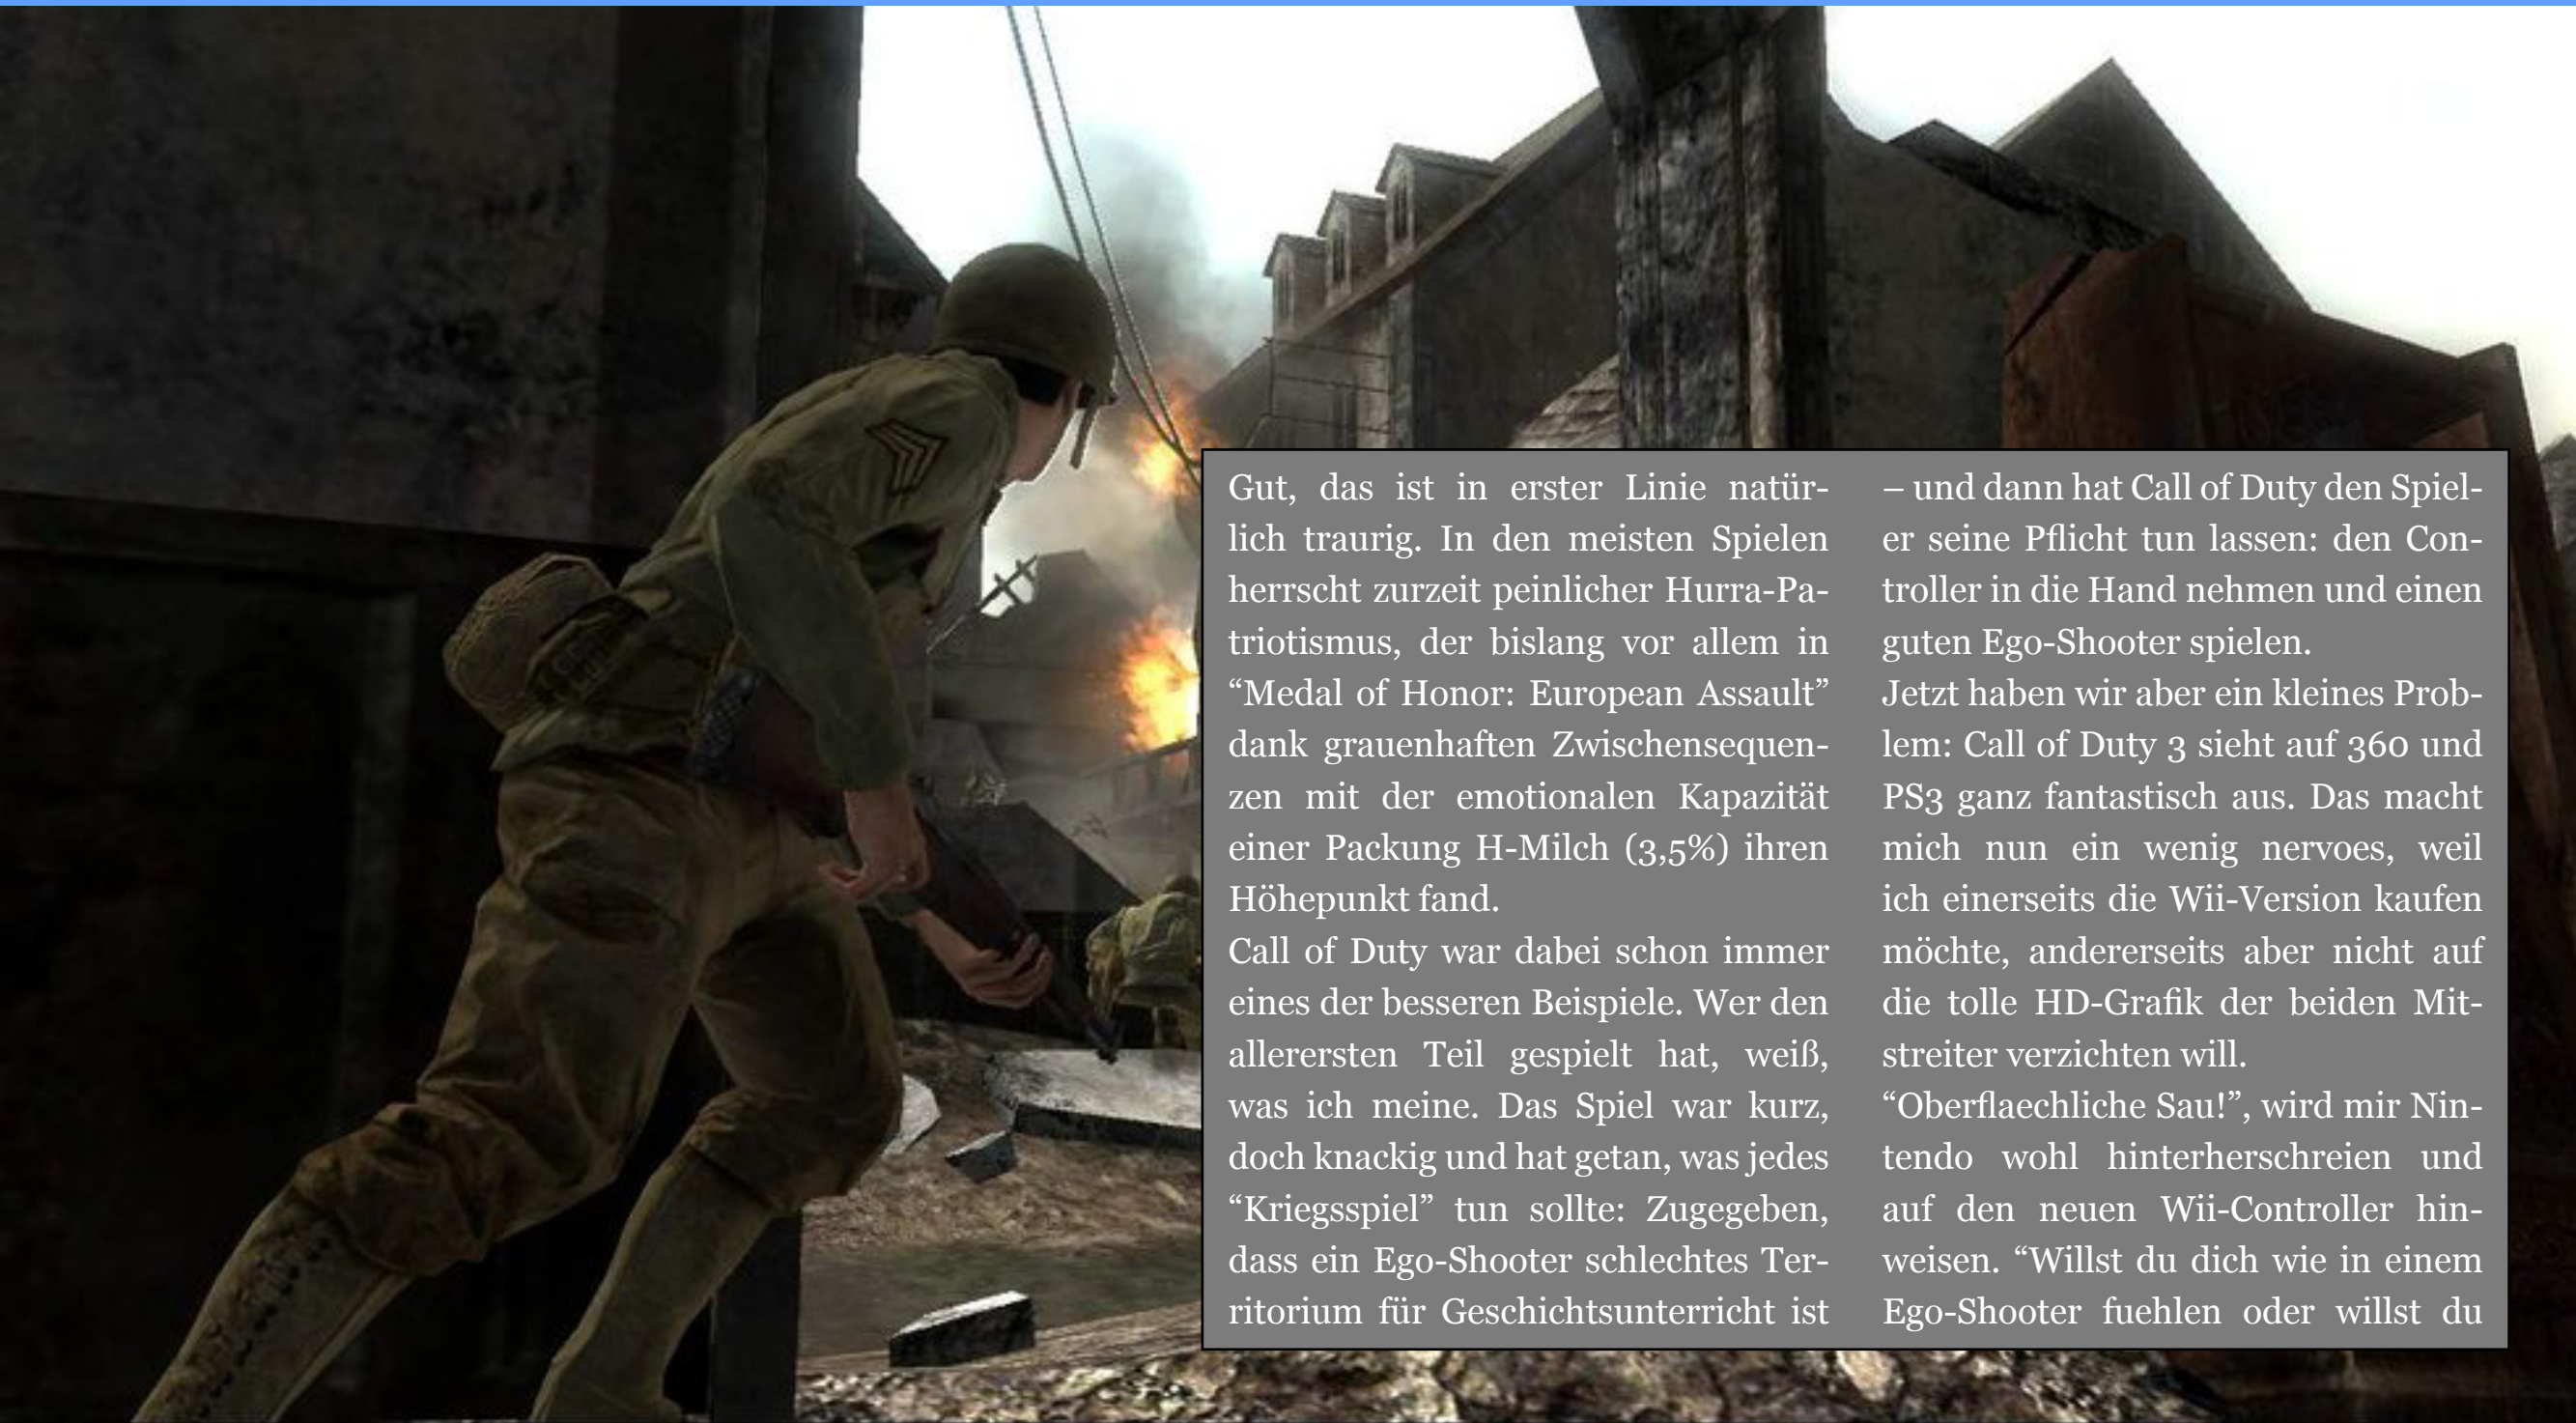 Gut, das ist in erster Linie natür-
lich traurig. In den meisten Spielen
herrscht zurzeit peinlicher Hurra-Pa-
triotismus, der bislang vor allem in
“Medal of Honor: European Assault”
dank grauenhaften Zwischensequen-
zen mit der emotionalen Kapazität
einer Packung H-Milch (3,5%) ihren
Höhepunkt fand.
Call of Duty war dabei schon immer
eines der besseren Beispiele. Wer den
allerersten Teil gespielt hat, weiß,
was ich meine. Das Spiel war kurz,
doch knackig und hat getan, was jedes
“Kriegsspiel” tun sollte: Zugegeben,
dass ein Ego-Shooter schlechtes Ter-
ritorium für Geschichtsunterricht ist
– und dann hat Call of Duty den Spiel-
er seine Pflicht tun lassen: den Con-
troller in die Hand nehmen und einen
guten Ego-Shooter spielen.
Jetzt haben wir aber ein kleines Prob-
lem: Call of Duty 3 sieht auf 360 und
PS3 ganz fantastisch aus. Das macht
mich nun ein wenig nervoes, weil
ich einerseits die Wii-Version kaufen
möchte, andererseits aber nicht auf
die tolle HD-Grafik der beiden Mit-
streiter verzichten will.
“Oberflaechliche Sau!”, wird mir Nin-
tendo wohl hinterherschreien und
auf den neuen Wii-Controller hin-
weisen. “Willst du dich wie in einem
Ego-Shooter fuehlen oder willst du